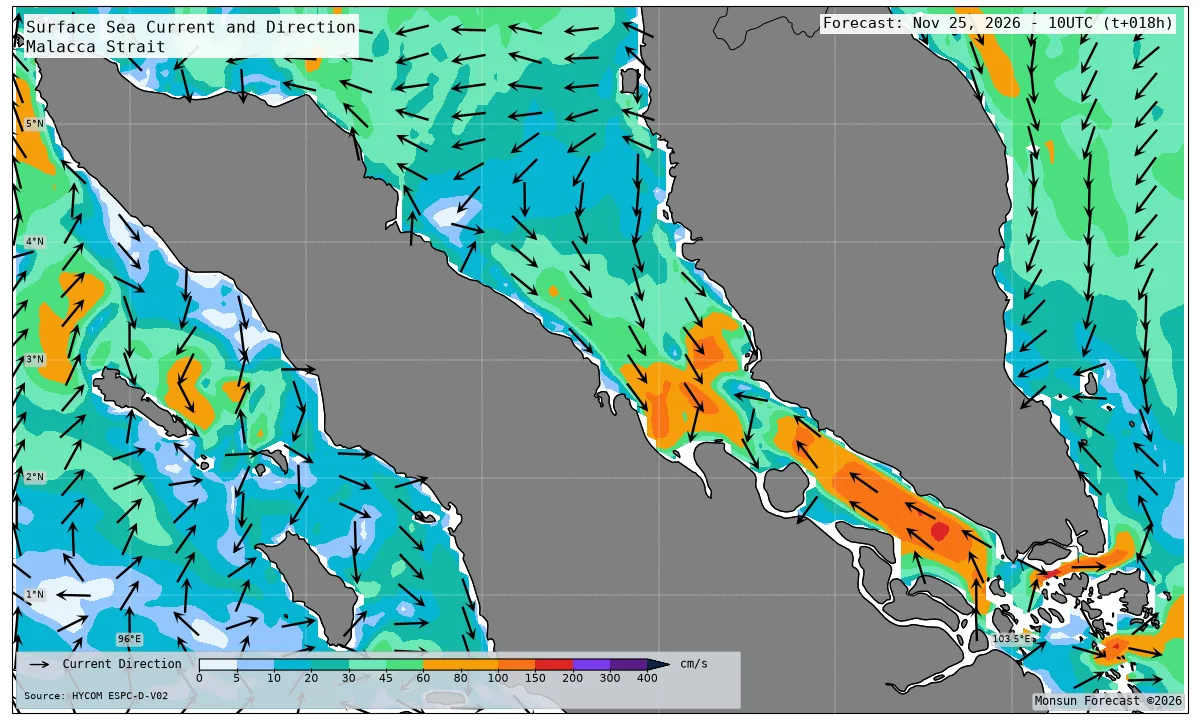 Surface Sea Current and Direction
Malacca Strait
Forecast: Nov 25, 2026 - 10UTC (t+018h)
5°N
4°N
3°N
2°N
1°N
96°E
103.5°E
Current Direction
0 5 10 20 30 45 60 80 100 150 200 300 400
cm/s
Source: HYCOM ESPC-D-V02
Monsun Forecast ©2026